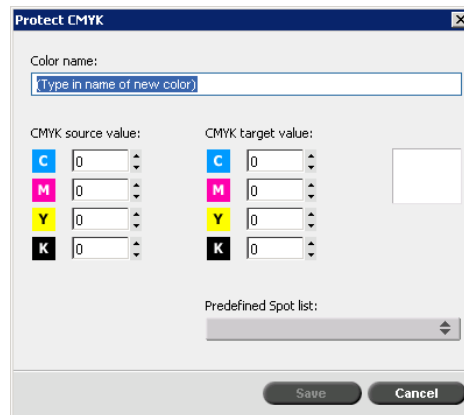 Protect CMYK
Color name:
(Type in name of new color)
CMYK source value: CMYK target value:
C 0 C 0
M 0 M 0
Y 0 Y 0
K 0 K 0
Predefined Spot list:
Save Cancel